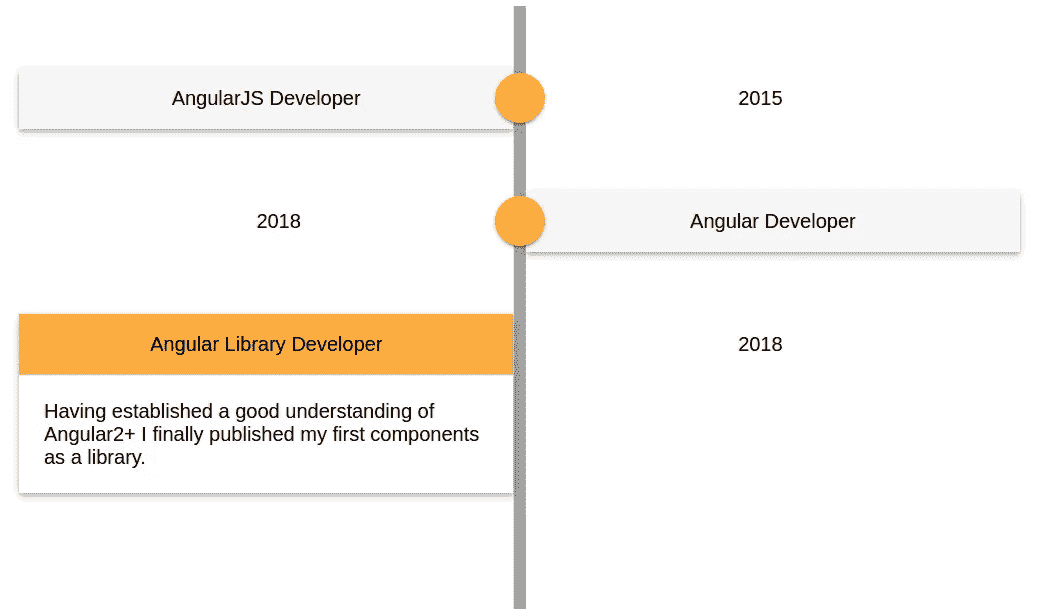 AngularJS Developer
2015
2018
Angular Developer
Angular Library Developer
2018
Having established a good understanding of
Angular2+ I finally published my first components
as a library.